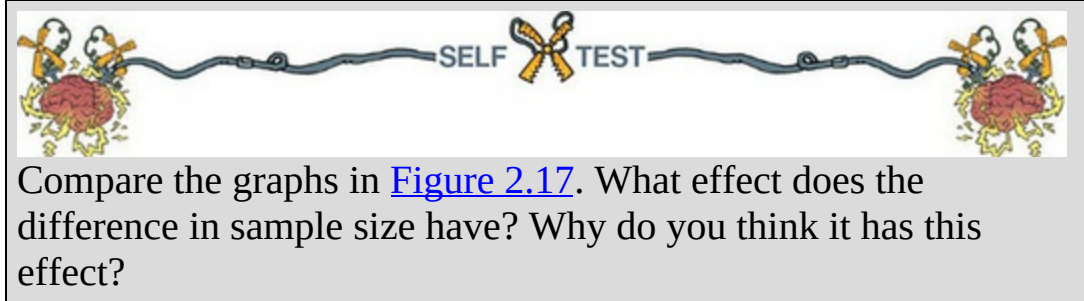 SELF TEST
Compare the graphs in Figure 2.17. What effect does the
difference in sample size have? Why do you think it has this
effect?